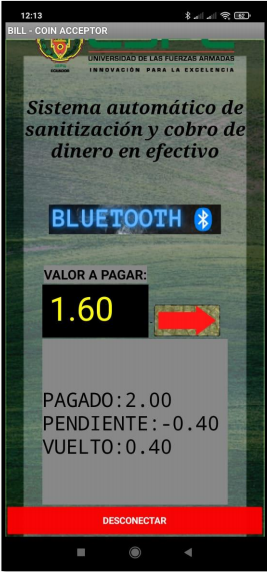 12:13
62
BILL - COIN ACCEPTOR
ECUADOR
UNIVERSIDAD DE LAS FUERZAS ARMADAS
INNOVACIÓN PARA LA EXCELENCIA
Sistema automático de
sanitización y cobro de
dinero en efectivo
BLUETOOTH
VALOR A PAGAR:
1.60
PAGADO:2.00
PENDIENTE:-0.40
VUELTO:0.40
DESCONECTAR